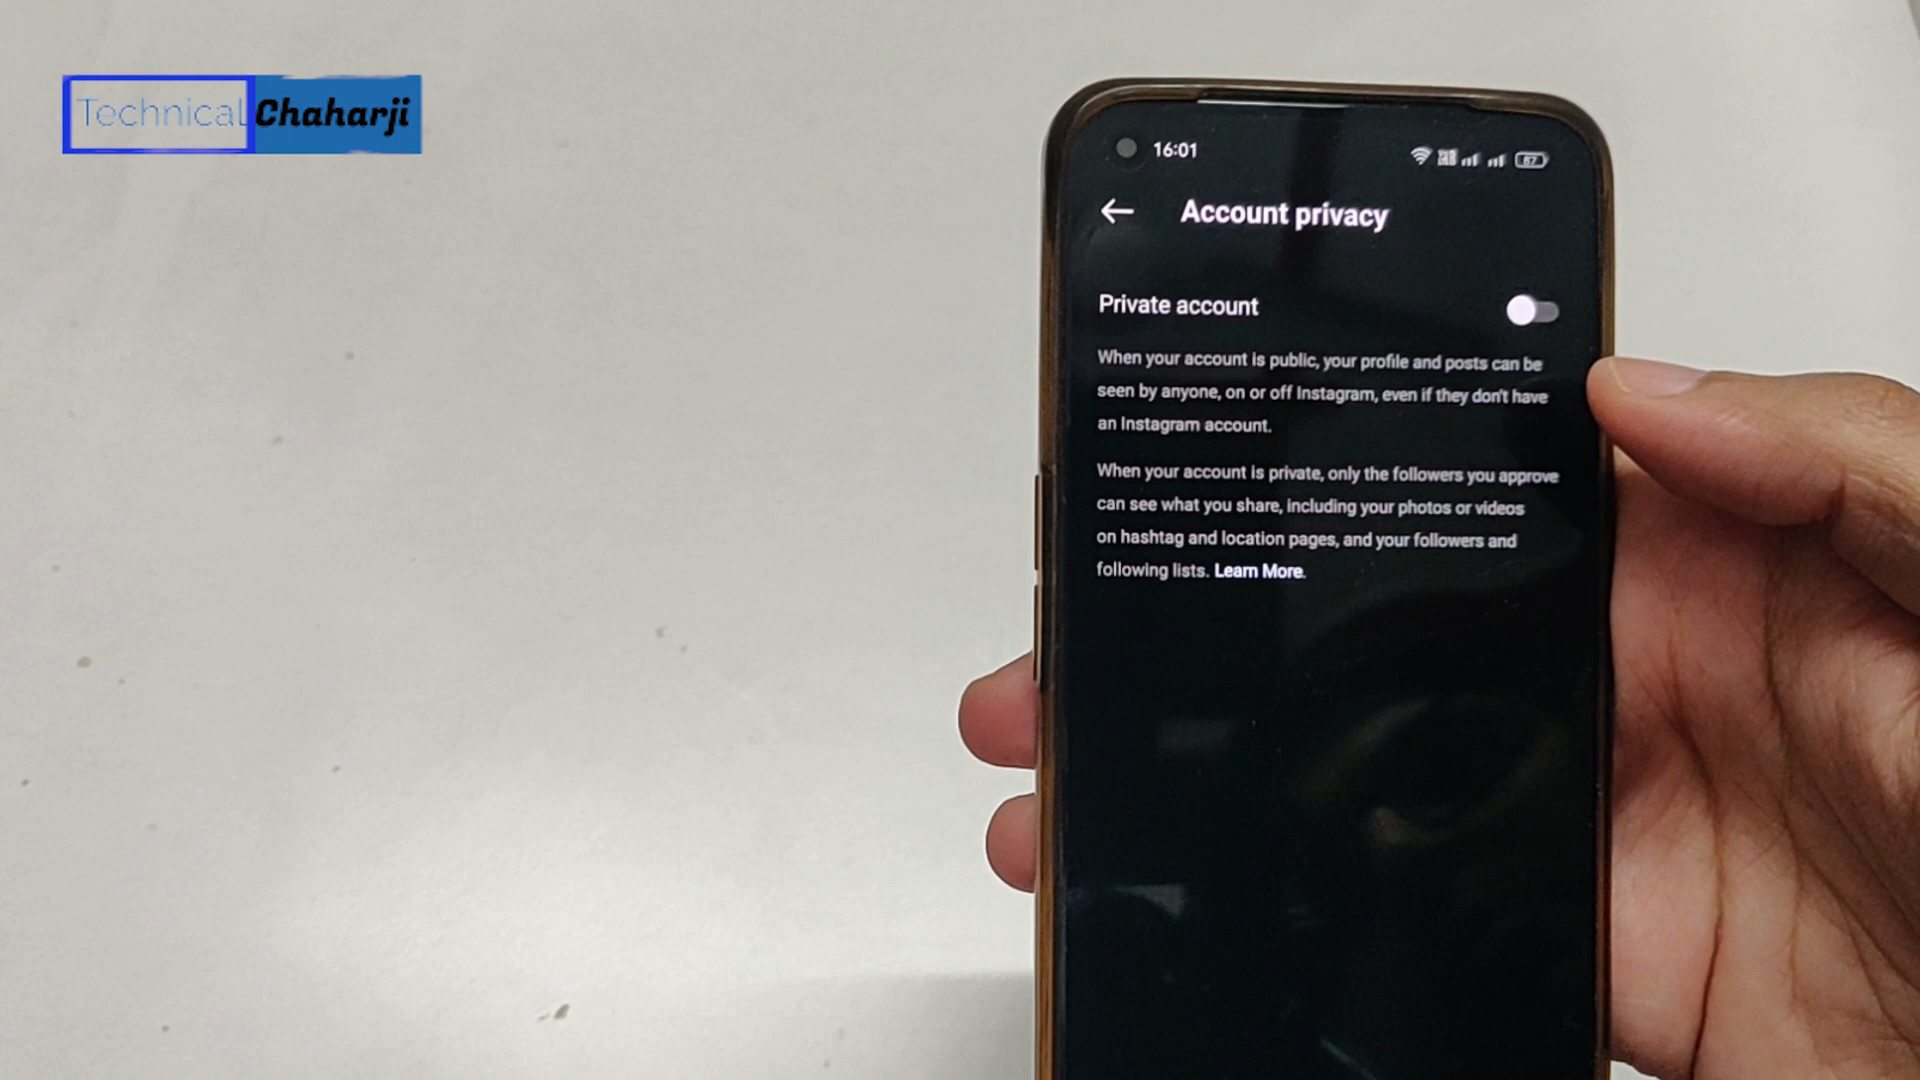 Technical Chaharji
16:01
87
Account privacy
Private account
When your account is public, your profile and posts can be
seen by anyone, on or off Instagram, even if they don't have
an Instagram account.
When your account is private, only the followers you approve
can see what you share, including your photos or videos
on hashtag and location pages, and your followers and
following lists. Learn More.